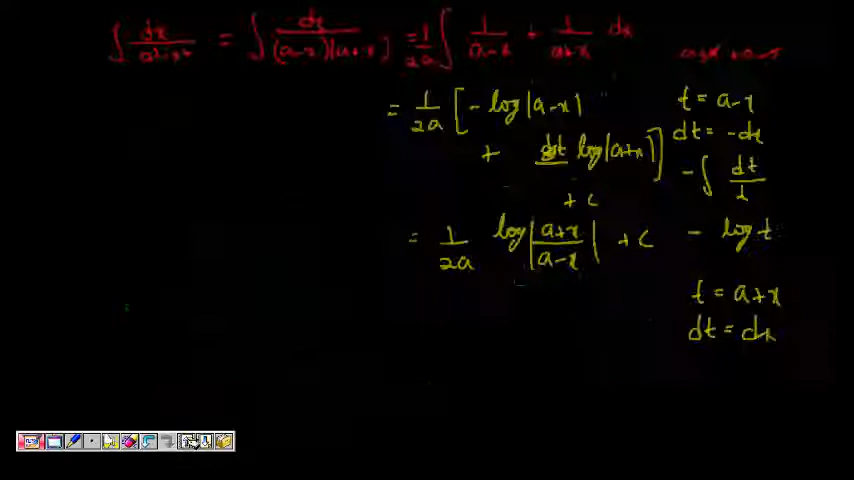 ∫ dx/(a²-x²) = ∫ dx/((a-x)(a+x)) = 1/2a ∫ 1/(a-x) + 1/(a+x) dx
= 1/2a [ - log|a-x|
+ log|a+x| ]
+ c
= 1/2a log| (a+x)/(a-x) | + c
t = a-x
dt = -dx
- ∫ dt/t
- log t
t = a+x
dt = dx